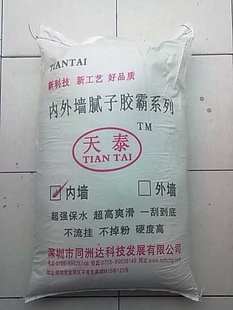 TIANTAI
新科技 新工艺 好品质
内外墙腻子胶霸系列
天泰 TM
TIAN TAI
☑内墙 □外墙
超强保水 超高爽滑 一刮到底
不流挂 不掉粉 硬度高
深圳市同洲达科技发展有限公司